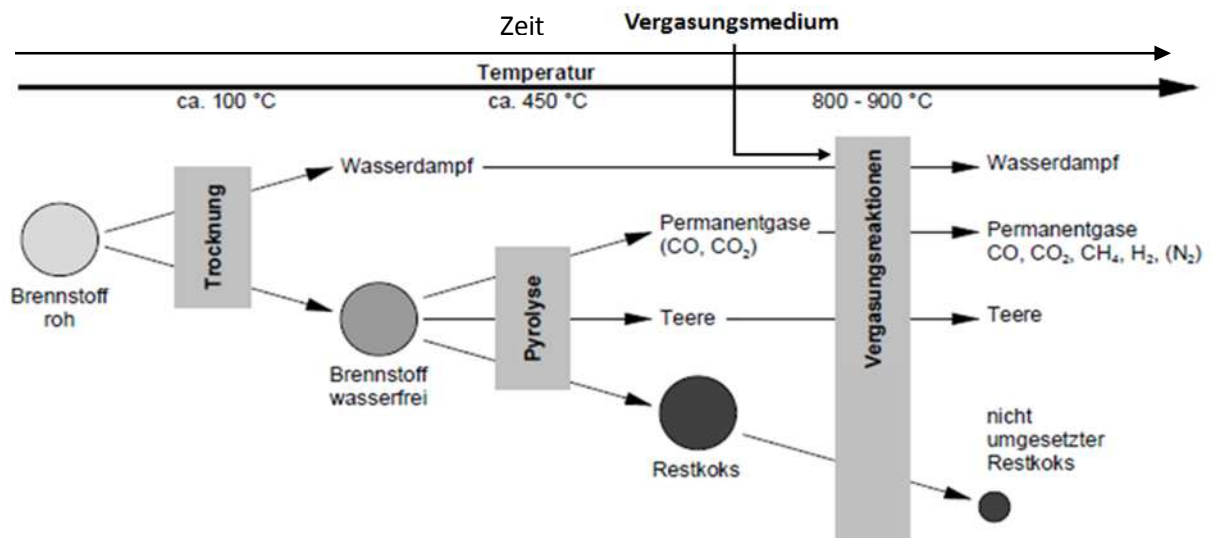 Zeit
Vergasungsmedium
Temperatur
ca. 100 °C
ca. 450 °C
800 - 900 °C
Brennstoff
roh
Trocknung
Wasserdampf
Brennstoff
wasserfrei
Pyrolyse
Permanentgase
(CO, CO₂)
Teere
Restkoks
Vergasungsreaktionen
Wasserdampf
Permanentgase
CO, CO₂, CH₄, H₂, (N₂)
Teere
nicht
umgesetzter
Restkoks